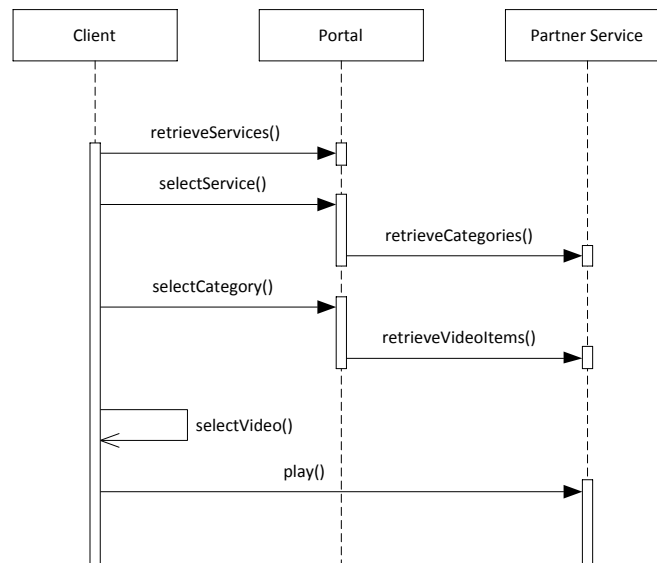 Client
Portal
Partner Service
retrieveServices()
selectService()
retrieveCategories()
selectCategory()
retrieveVideoItems()
selectVideo()
play()